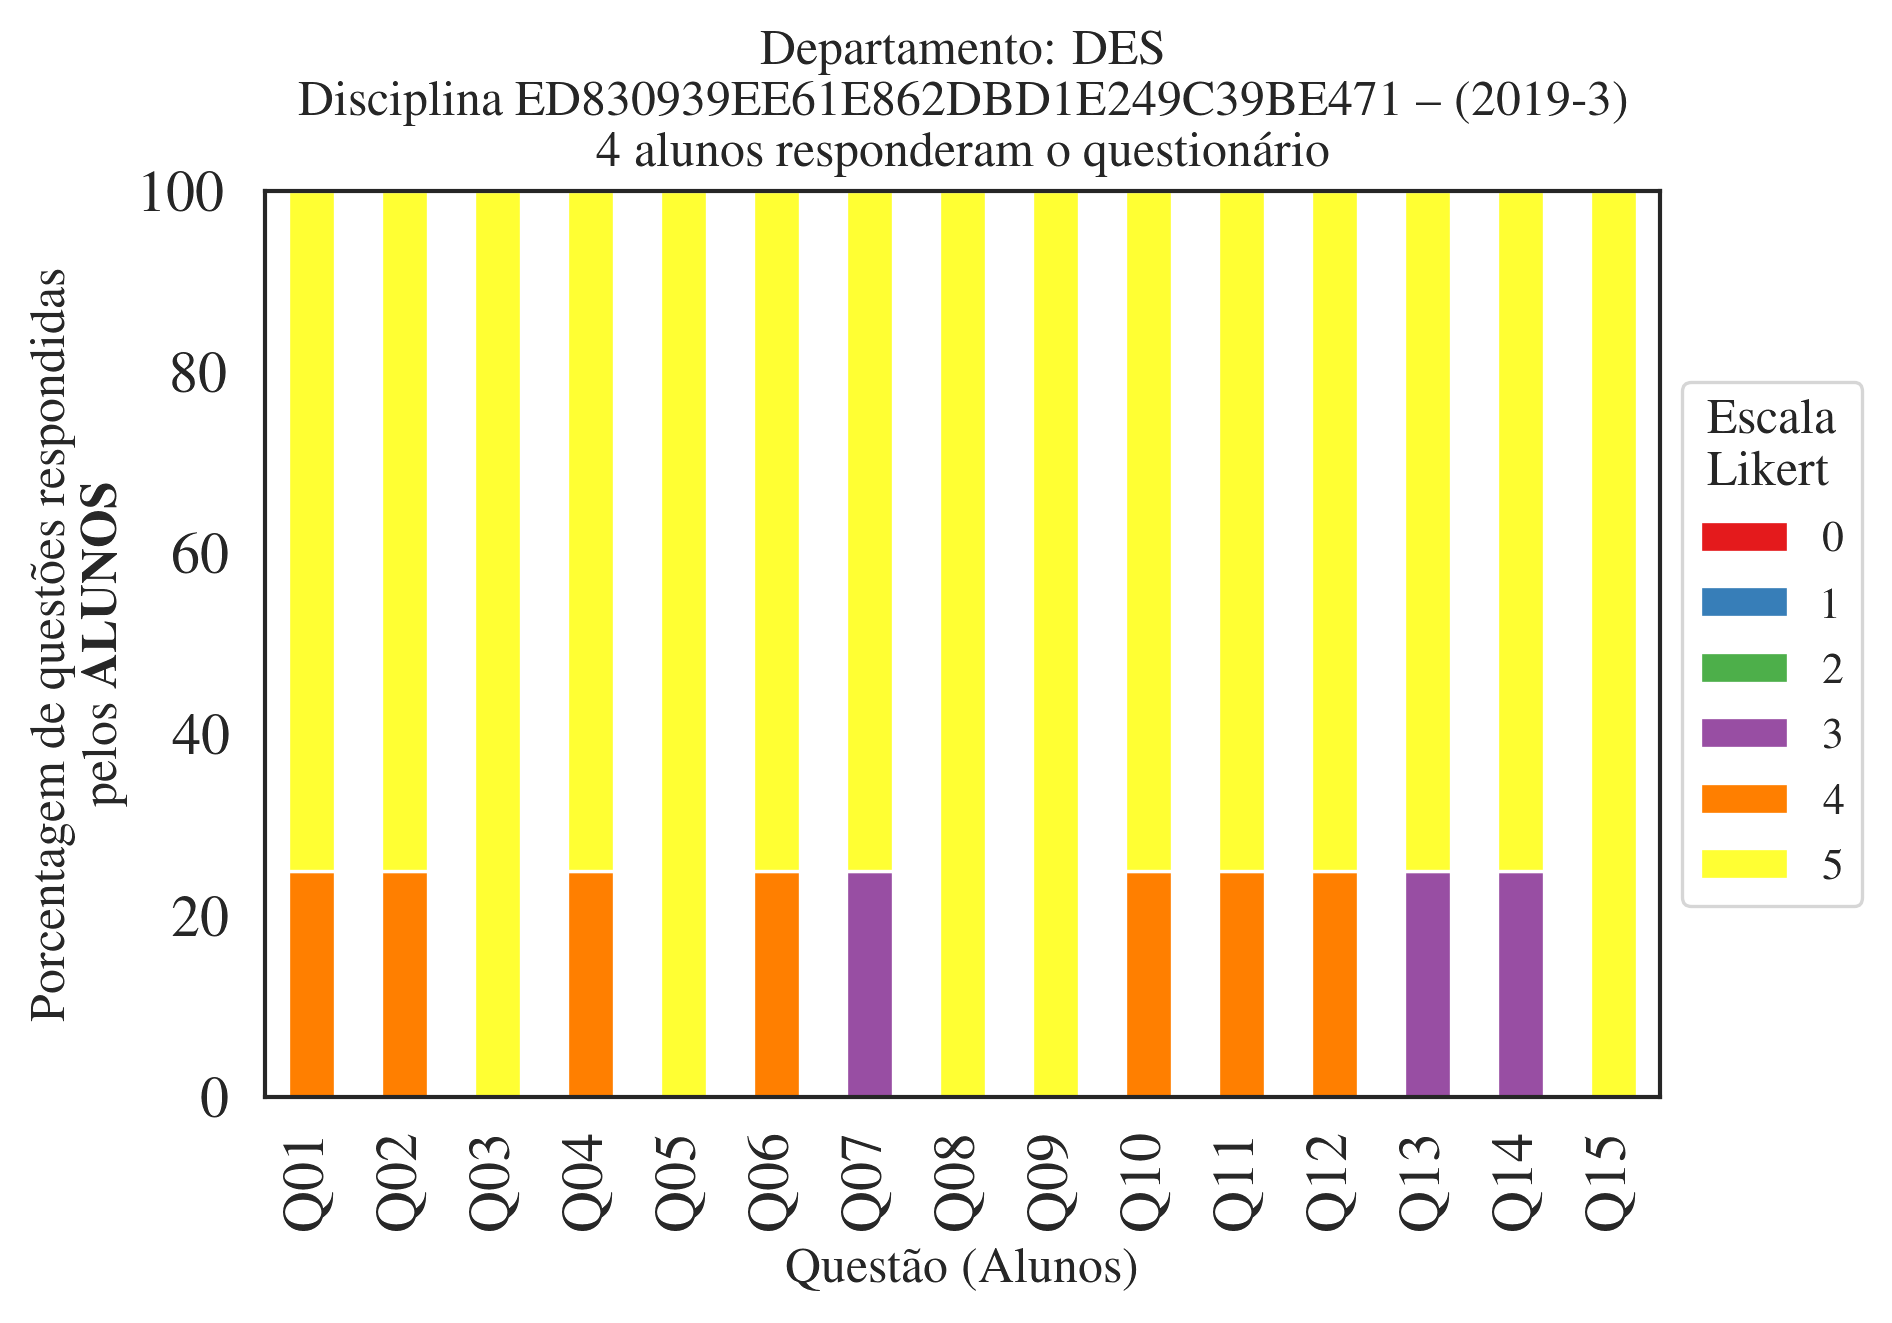 Departamento: DES
Disciplina ED830939EE61E862DBD1E249C39BE471 – (2019-3)
4 alunos responderam o questionário
Porcentagem de questões respondidas
pelos ALUNOS
100
80
60
40
20
0
Q01
Q02
Q03
Q04
Q05
Q06
Q07
Q08
Q09
Q10
Q11
Q12
Q13
Q14
Q15
Questão (Alunos)
Escala
Likert
0
1
2
3
4
5